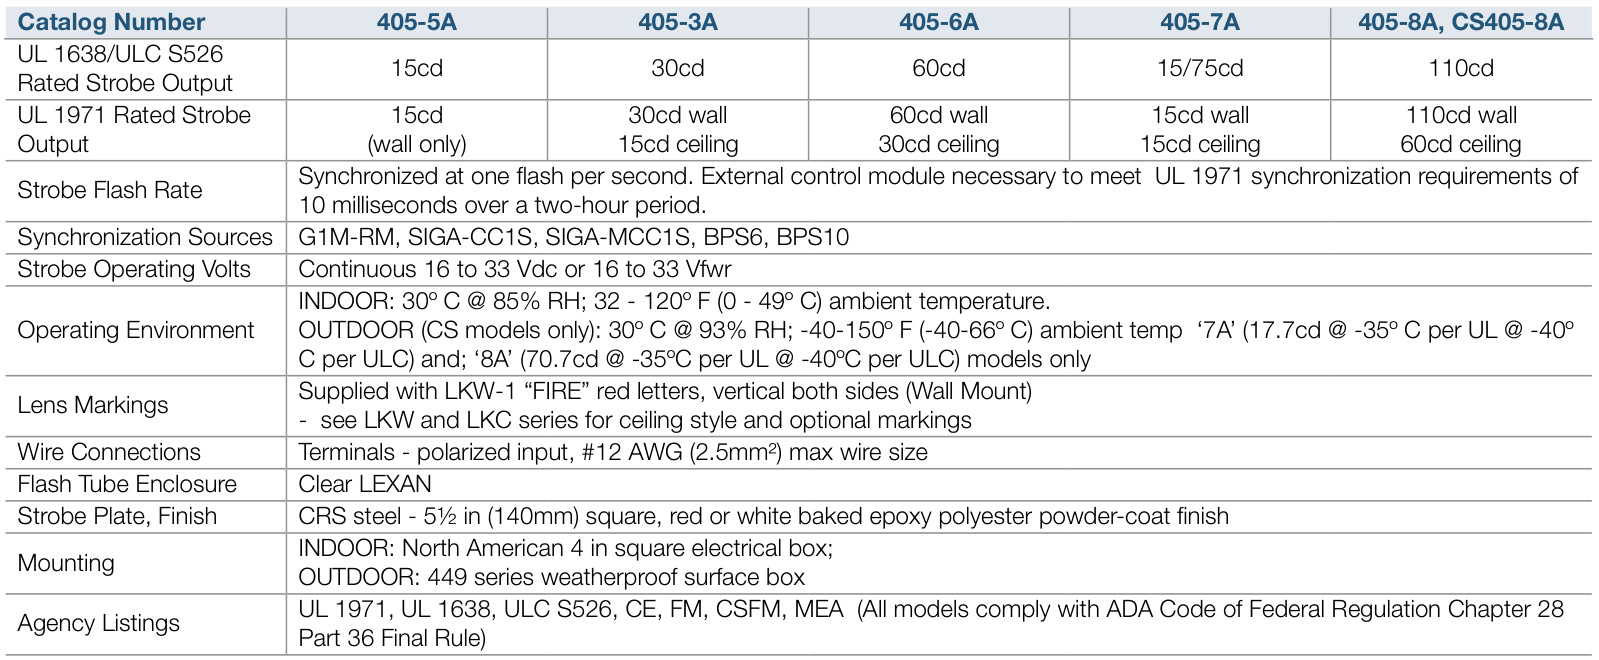 Catalog Number 405-5A 405-3A 405-6A 405-7A 405-8A, CS405-8A
UL 1638/ULC S526
Rated Strobe Output 15cd 30cd 60cd 15/75cd 110cd
UL 1971 Rated Strobe 15cd 30cd wall 60cd wall 15cd wall 110cd wall
Output (wall only) 15cd ceiling 30cd ceiling 15cd ceiling 60cd ceiling
Strobe Flash Rate
Synchronized at one flash per second. External control module necessary to meet UL 1971 synchronization requirements of
10 milliseconds over a two-hour period.
Synchronization Sources G1M-RM, SIGA-CC1S, SIGA-MCC1S, BPS6, BPS10
Strobe Operating Volts Continuous 16 to 33 Vdc or 16 to 33 Vfwr
Operating Environment
INDOOR: 30º C @ 85% RH; 32 - 120º F (0 - 49º C) ambient temperature.
OUTDOOR (CS models only): 30º C @ 93% RH; -40-150º F (-40-66º C) ambient temp ‘7A’ (17.7cd @ -35º C per UL @ -40º
C per ULC) and; ‘8A’ (70.7cd @ -35ºC per UL @ -40ºC per ULC) models only
Lens Markings
Supplied with LKW-1 “FIRE” red letters, vertical both sides (Wall Mount)
- see LKW and LKC series for ceiling style and optional markings
Wire Connections Terminals - polarized input, #12 AWG (2.5mm²) max wire size
Flash Tube Enclosure Clear LEXAN
Strobe Plate, Finish CRS steel - 5½ in (140mm) square, red or white baked epoxy polyester powder-coat finish
Mounting
INDOOR: North American 4 in square electrical box;
OUTDOOR: 449 series weatherproof surface box
Agency Listings
UL 1971, UL 1638, ULC S526, CE, FM, CSFM, MEA (All models comply with ADA Code of Federal Regulation Chapter 28
Part 36 Final Rule)